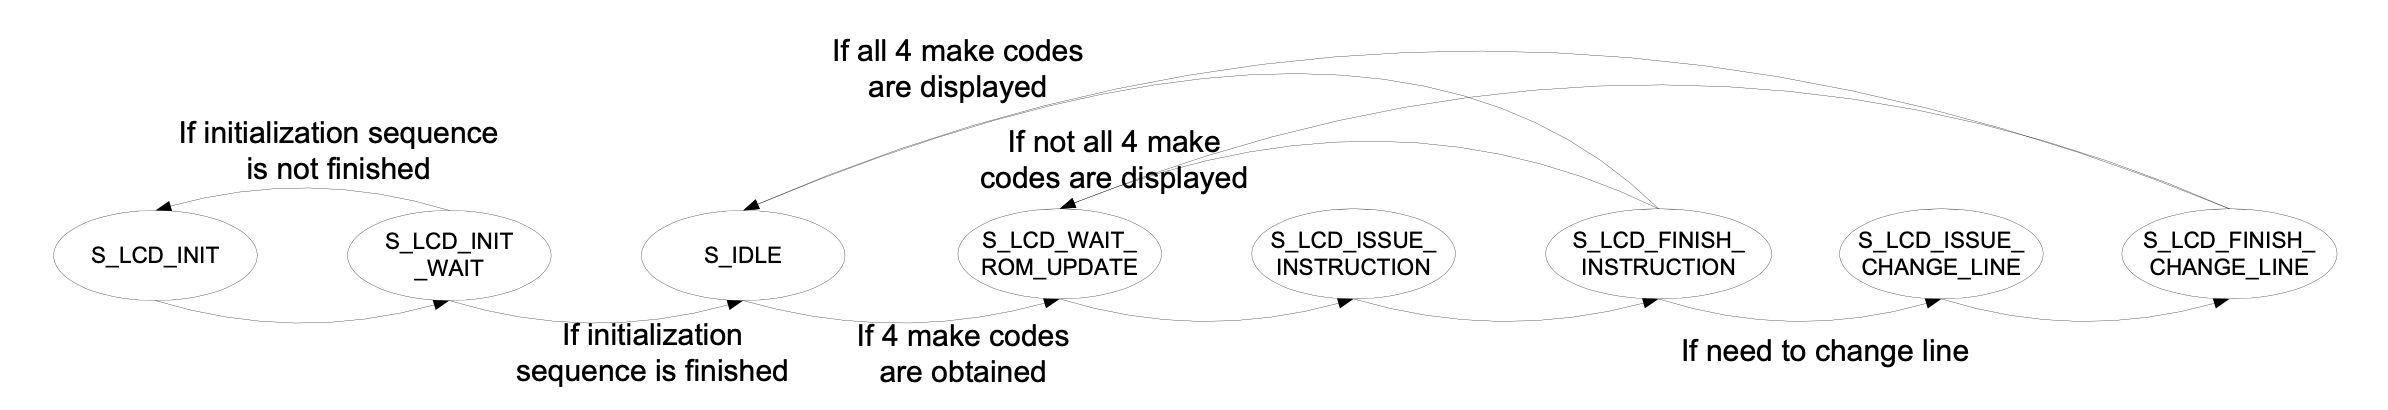 If all 4 make codes
are displayed
If initialization sequence
is not finished
If not all 4 make
codes are displayed
S_LCD_INIT
S_LCD_INIT
_WAIT
S_IDLE
S_LCD_WAIT_
ROM_UPDATE
S_LCD_ISSUE_
INSTRUCTION
S_LCD_FINISH_
INSTRUCTION
S_LCD_ISSUE_
CHANGE_LINE
S_LCD_FINISH_
CHANGE_LINE
If initialization
sequence is finished
If 4 make codes
are obtained
If need to change line